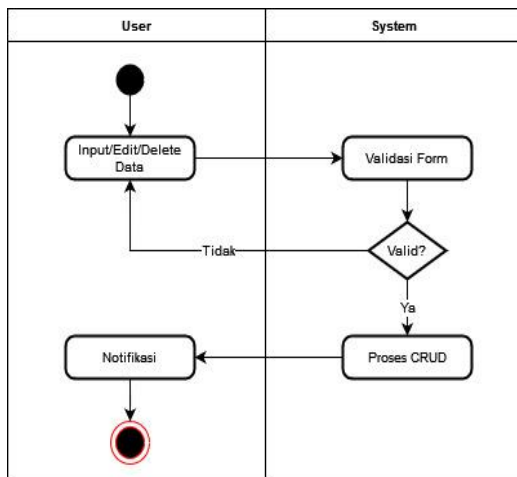 User
System
Input/Edit/Delete
Data
Validasi Form
Tidak
Valid?
Ya
Notifikasi
Proses CRUD